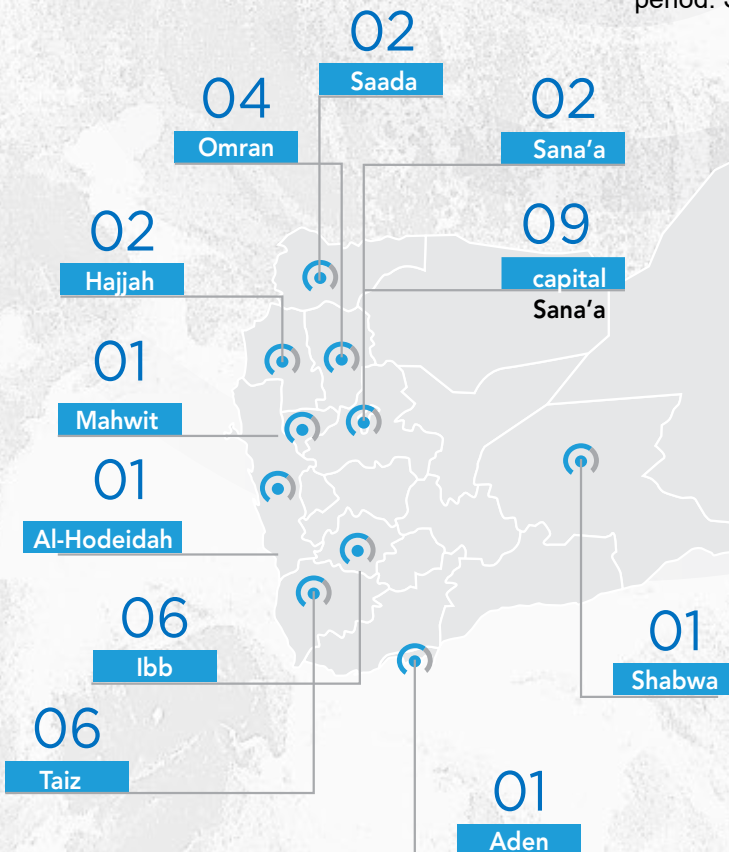 period. S
02
Saada
04
Omran
02
Sana’a
02
Hajjah
09
capital
Sana’a
01
Mahwit
01
Al-Hodeidah
06
Ibb
01
Shabwa
06
Taiz
01
Aden